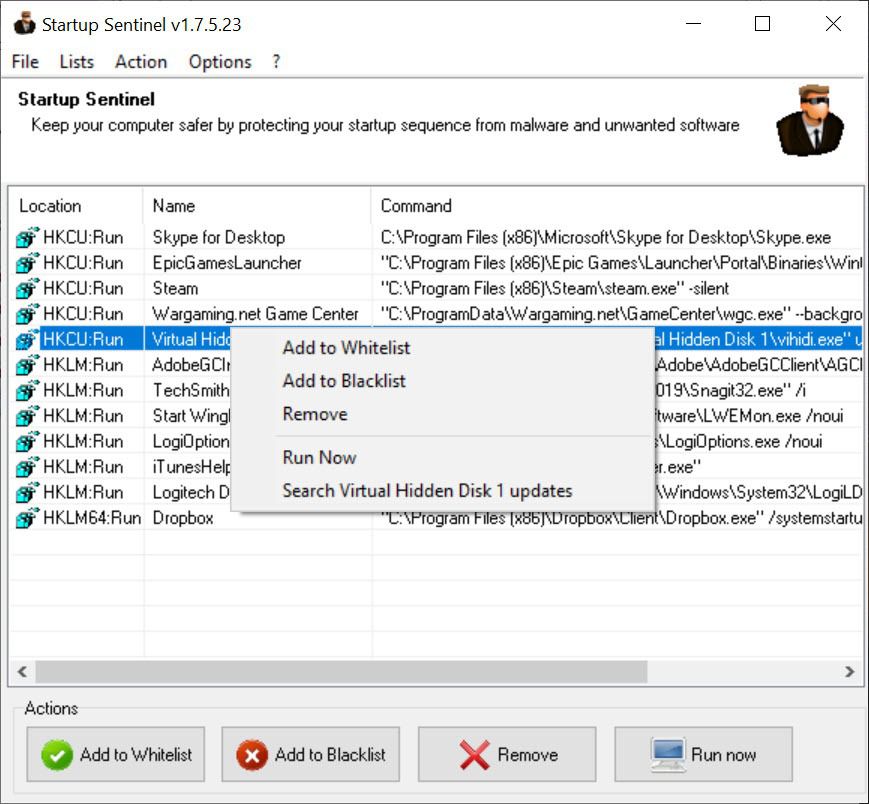 Startup Sentinel v1.7.5.23
File Lists Action Options ?
Startup Sentinel
Keep your computer safer by protecting your startup sequence from malware and unwanted software
Location Name Command
HKCU:Run Skype for Desktop C:\Program Files (x86)\Microsoft\Skype for Desktop\Skype.exe
HKCU:Run EpicGamesLauncher "C:\Program Files (x86)\Epic Games\Launcher\Portal\Binaries\Win
HKCU:Run Steam "C:\Program Files (x86)\Steam\steam.exe" -silent
HKCU:Run Wargaming.net Game Center "C:\ProgramData\Wargaming.net\GameCenter\wgc.exe" --backgro
HKCU:Run Virtual Hidd al Hidden Disk 1\vihidi.exe" u
Add to Whitelist
HKLM:Run AdobeGCIn Adobe\AdobeGCClient\AGCI
Add to Blacklist
HKLM:Run TechSmith 2019\Snagit32.exe" /i
Remove
HKLM:Run Start Wing ftware\LWEMon.exe /noui
HKLM:Run LogiOption s\LogiOptions.exe /noui
Run Now
HKLM:Run iTunesHelp er.exe"
HKLM:Run Logitech D \Windows\System32\LogiLD
Search Virtual Hidden Disk 1 updates
HKLM64:Run Dropbox "C:\Program Files (x86)\Dropbox\Client\Dropbox.exe" /systemstartu
Actions
Add to Whitelist Add to Blacklist Remove Run now